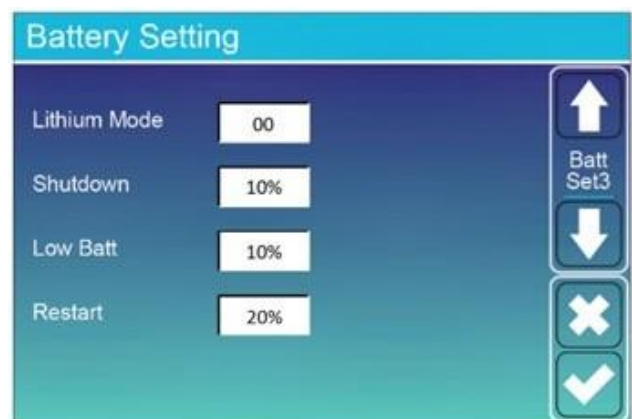 Battery Setting
Lithium Mode 00
Shutdown 10%
Low Batt 10%
Restart 20%
Batt
Set3